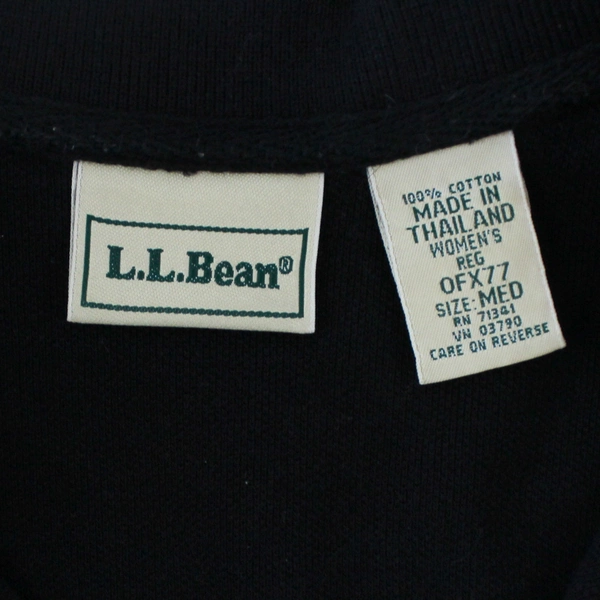 L.L.Bean®
100% COTTON
MADE IN
THAILAND
WOMEN'S
REG
OFX77
SIZE: MED
RN 71341
VN 03790
CARE ON REVERSE